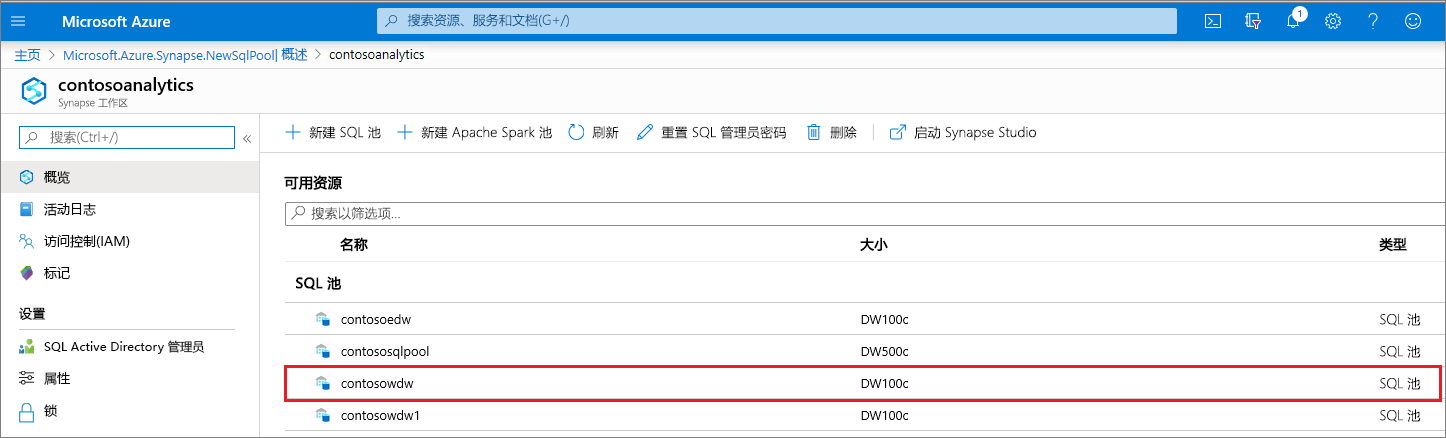 Microsoft Azure
搜索资源、服务和文档(G+/)
1
主页 > Microsoft.Azure.Synapse.NewSqlPool| 概述 > contosoanalytics
contosoanalytics
Synapse 工作区
搜索(Ctrl+/)
«
概览
活动日志
访问控制(IAM)
标记
设置
SQL Active Directory 管理员
属性
锁
新建 SQL 池 新建 Apache Spark 池 刷新 重置 SQL 管理员密码 删除 启动 Synapse Studio
可用资源
搜索以筛选项...
名称 大小 类型
SQL 池
contosoedw DW100c SQL 池
contososqlpool DW500c SQL 池
contosowdw DW100c SQL 池
contosowdw1 DW100c SQL 池